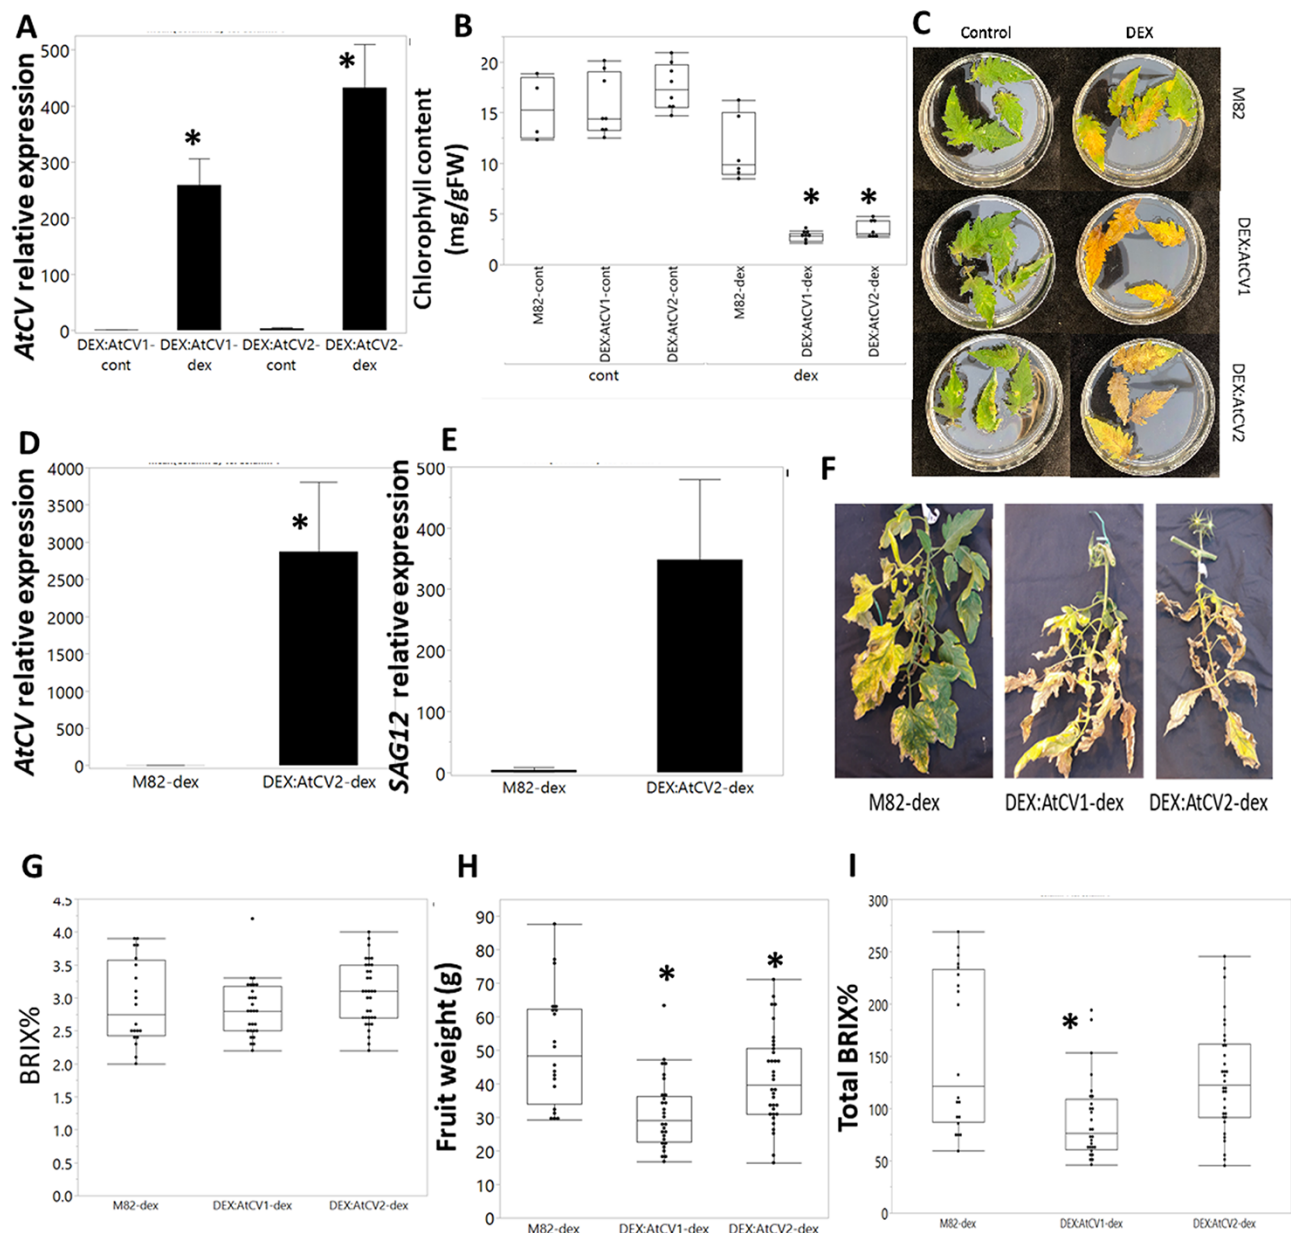 A
AtCV relative expression
500
400
300
200
100
0
*
*
DEX:AtCV1-
cont
DEX:AtCV1-
dex
DEX:AtCV2-
cont
DEX:AtCV2-
dex
B
Chlorophyll content
(mg/gFW)
20
15
10
5
0
*
*
M82-cont
DEX:AtCV1-cont
DEX:AtCV2-cont
M82-dex
DEX:AtCV1-dex
DEX:AtCV2-dex
cont
dex
C
Control
DEX
M82
DEX:AtCV1
DEX:AtCV2
D
AtCV relative expression
4000
3500
3000
2500
2000
1500
1000
500
0
*
M82-dex
DEX:AtCV2-dex
E
SAG12 relative expression
500
400
300
200
100
0
M82-dex
DEX:AtCV2-dex
F
M82-dex
DEX:AtCV1-dex
DEX:AtCV2-dex
G
BRIX%
4.5
4.0
3.5
3.0
2.5
2.0
1.5
1.0
0.5
0.0
M82-dex
DEX:AtCV1-dex
DEX:AtCV2-dex
H
Fruit weight (g)
90
80
70
60
50
40
30
20
10
0
*
*
M82-dex
DEX:AtCV1-dex
DEX:AtCV2-dex
I
Total BRIX%
300
250
200
150
100
50
0
*
M82-dex
DEX:AtCV1-dex
DEX:AtCV2-dex